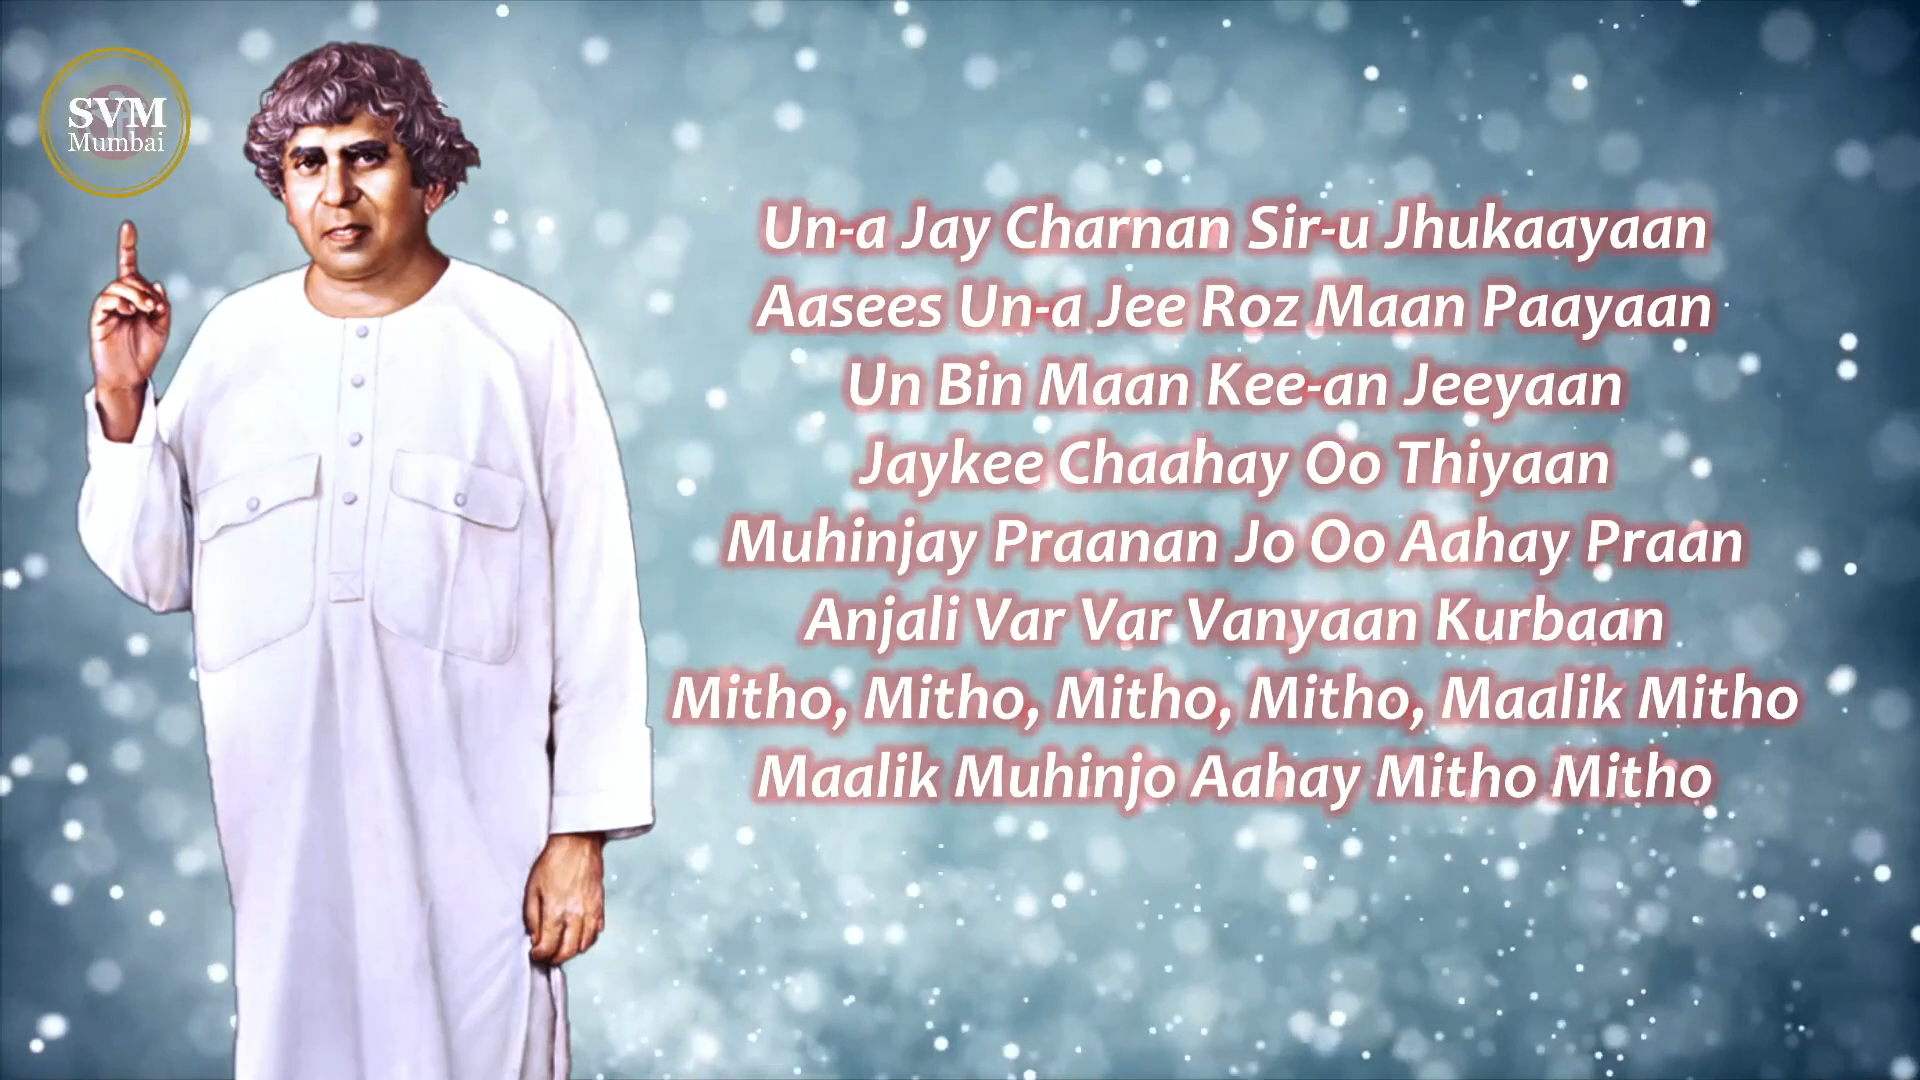 SVM
Mumbai
Un-a Jay Charnan Sir-u Jhukaayaan
Aasees Un-a Jee Roz Maan Paayaan
Un Bin Maan Kee-an Jeeyaan
Jaykee Chaahay Oo Thiyaan
Muhinjay Praanan Jo Oo Aahay Praan
Anjali Var Var Vanyaan Kurbaan
Mitho, Mitho, Mitho, Mitho, Maalik Mitho
Maalik Muhinjo Aahay Mitho Mitho